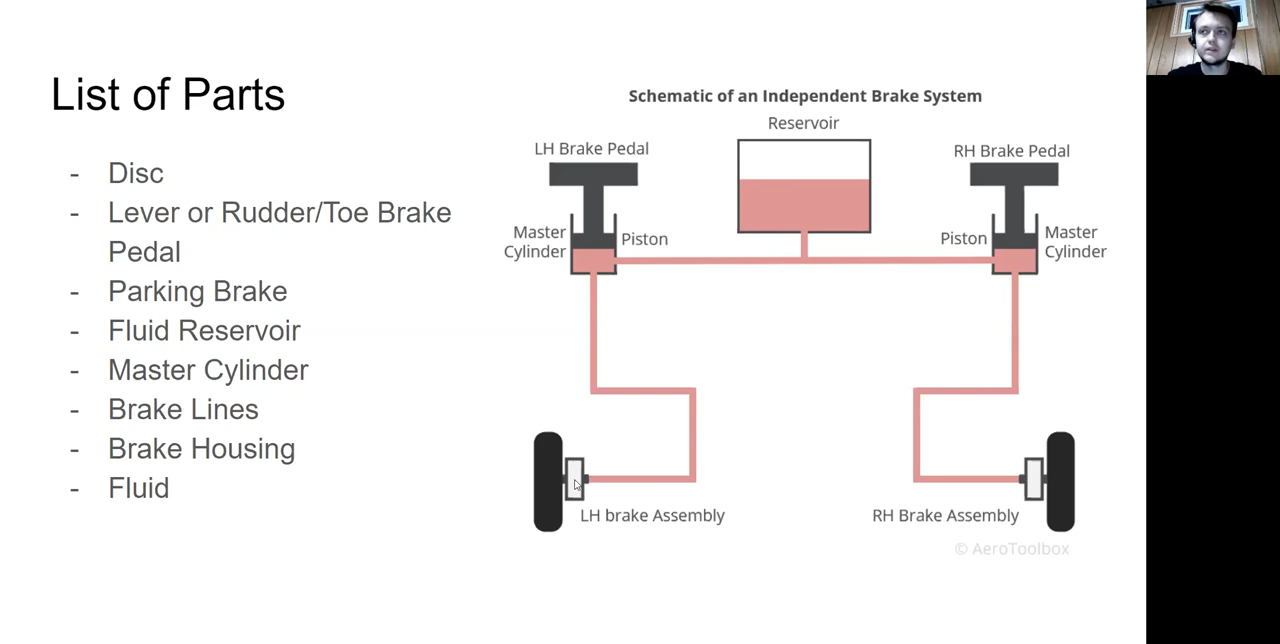 List of Parts
- Disc
- Lever or Rudder/Toe Brake
Pedal
- Parking Brake
- Fluid Reservoir
- Master Cylinder
- Brake Lines
- Brake Housing
- Fluid
Schematic of an Independent Brake System
Reservoir
LH Brake Pedal
RH Brake Pedal
Master
Cylinder
Piston
Piston
Master
Cylinder
LH brake Assembly
RH Brake Assembly
© AeroToolbox